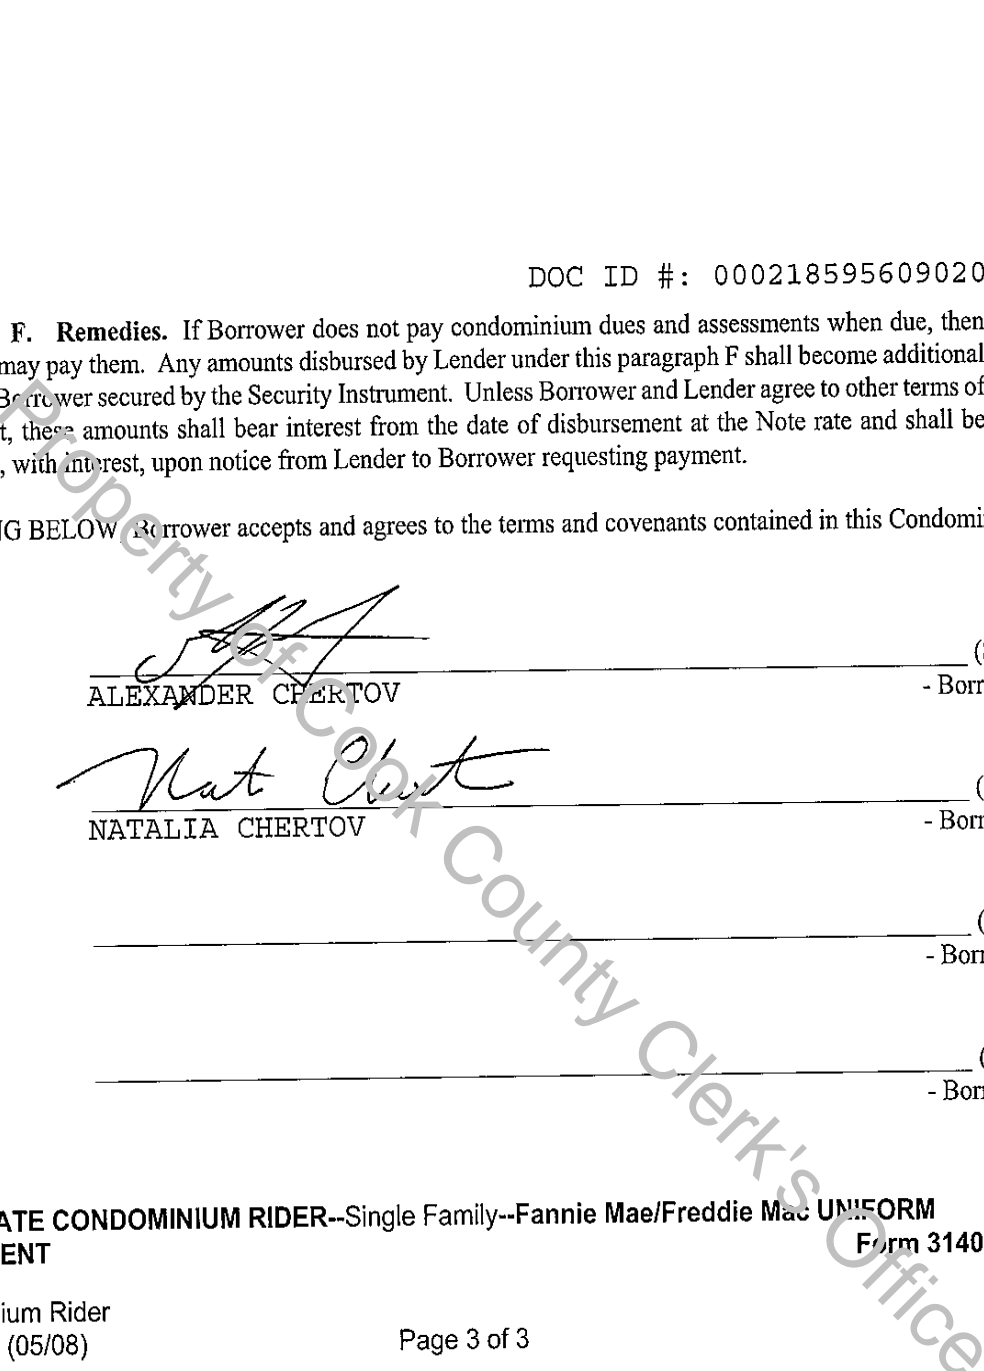 DOC ID #: 000218595609020
F. Remedies. If Borrower does not pay condominium dues and assessments when due, then
may pay them. Any amounts disbursed by Lender under this paragraph F shall become additional
Borrower secured by the Security Instrument. Unless Borrower and Lender agree to other terms of
t, these amounts shall bear interest from the date of disbursement at the Note rate and shall be
, with interest, upon notice from Lender to Borrower requesting payment.
NG BELOW, Borrower accepts and agrees to the terms and covenants contained in this Condomi
(
ALEXANDER CHERTOV
- Borr
Nat Chert
(
NATALIA CHERTOV
- Borr
(
- Borr
(
- Borr
ATE CONDOMINIUM RIDER--Single Family--Fannie Mae/Freddie Mac UNIFORM
ENT Form 3140
ium Rider
(05/08) Page 3 of 3
Property of Cook County Clerk's Office